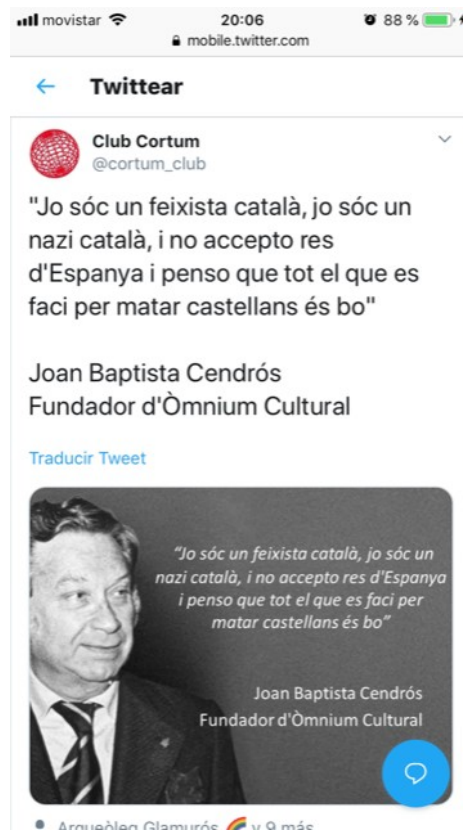 movistar 20:06 88 %
mobile.twitter.com
Twittear
Club Cortum
@cortum_club
"Jo sóc un feixista català, jo sóc un
nazi català, i no accepto res
d'Espanya i penso que tot el que es
faci per matar castellans és bo"
Joan Baptista Cendrós
Fundador d'Òmnium Cultural
Traducir Tweet
"Jo sóc un feixista català, jo sóc un
nazi català, i no accepto res d'Espanya
i penso que tot el que es faci per
matar castellans és bo"
Joan Baptista Cendrós
Fundador d'Òmnium Cultural
Arqueòleg Glamurós 🌈 y 9 más